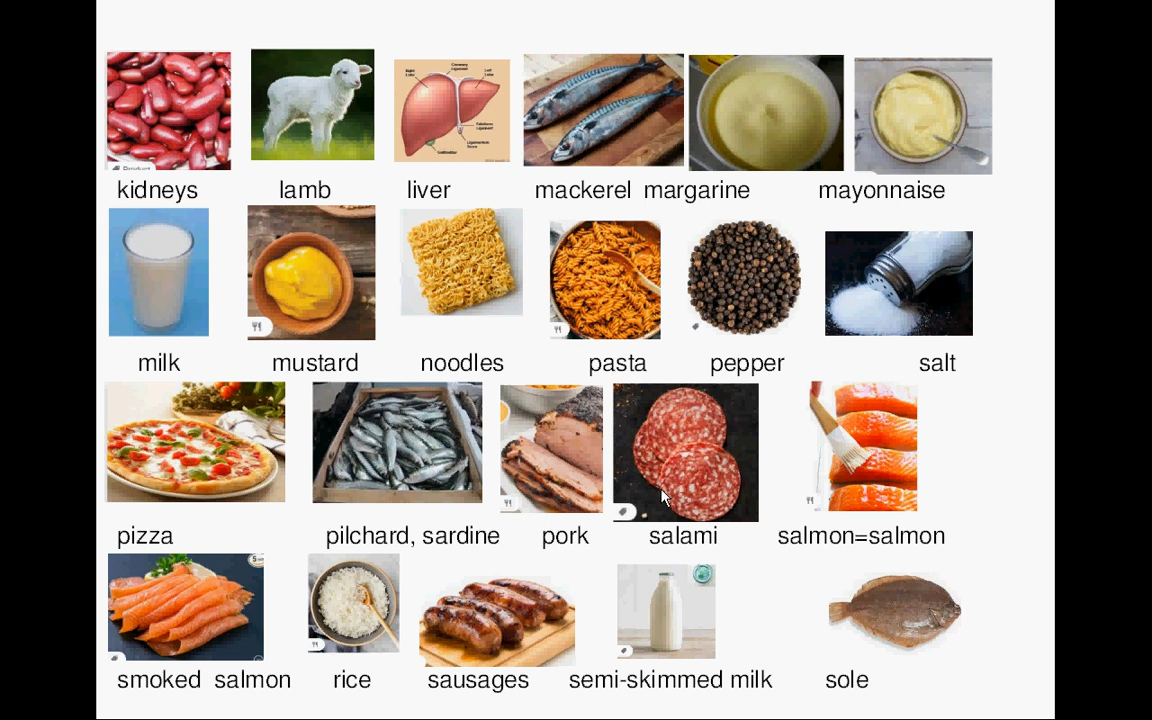 kidneys lamb liver mackerel margarine mayonnaise
milk mustard noodles pasta pepper salt
pizza pilchard, sardine pork salami salmon=salmon
smoked salmon rice sausages semi-skimmed milk sole